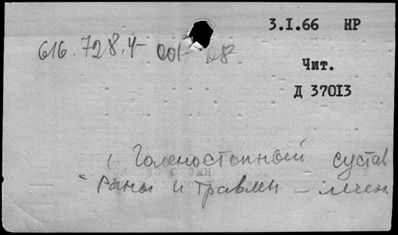 3.I.66 НР
616.728.4-001-08
Чит.
Д 37013
Голеностопный сустав
Раны и травмы - лечен